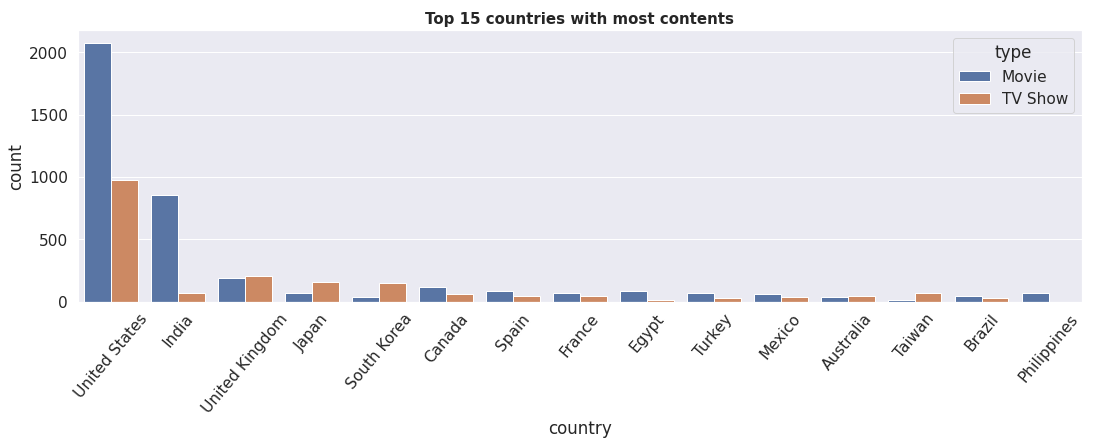 Top 15 countries with most contents
type
Movie
TV Show
count
2000
1500
1000
500
0
United States
India
United Kingdom
Japan
South Korea
Canada
Spain
France
Egypt
Turkey
Mexico
Australia
Taiwan
Brazil
Philippines
country